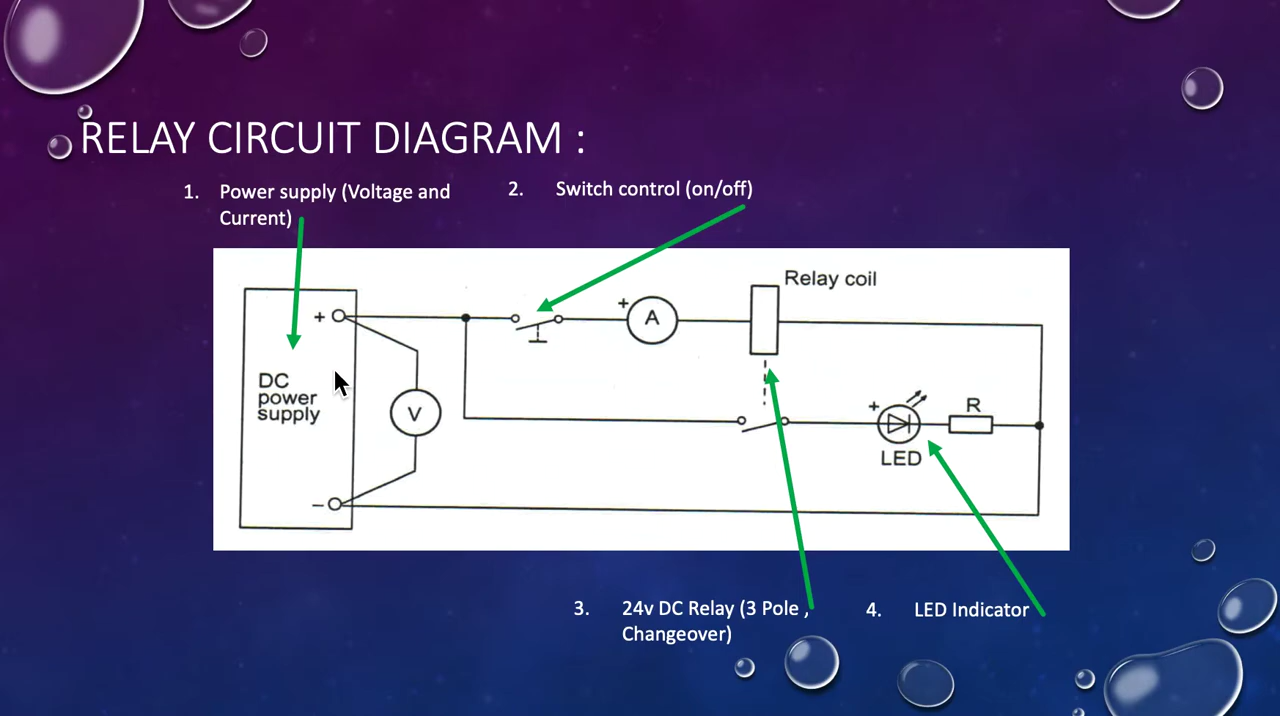 RELAY CIRCUIT DIAGRAM :
1. Power supply (Voltage and
Current)
2. Switch control (on/off)
Relay coil
+
+
A
DC
power
supply
V
+
R
LED
−
3. 24v DC Relay (3 Pole ,
Changeover)
4. LED Indicator